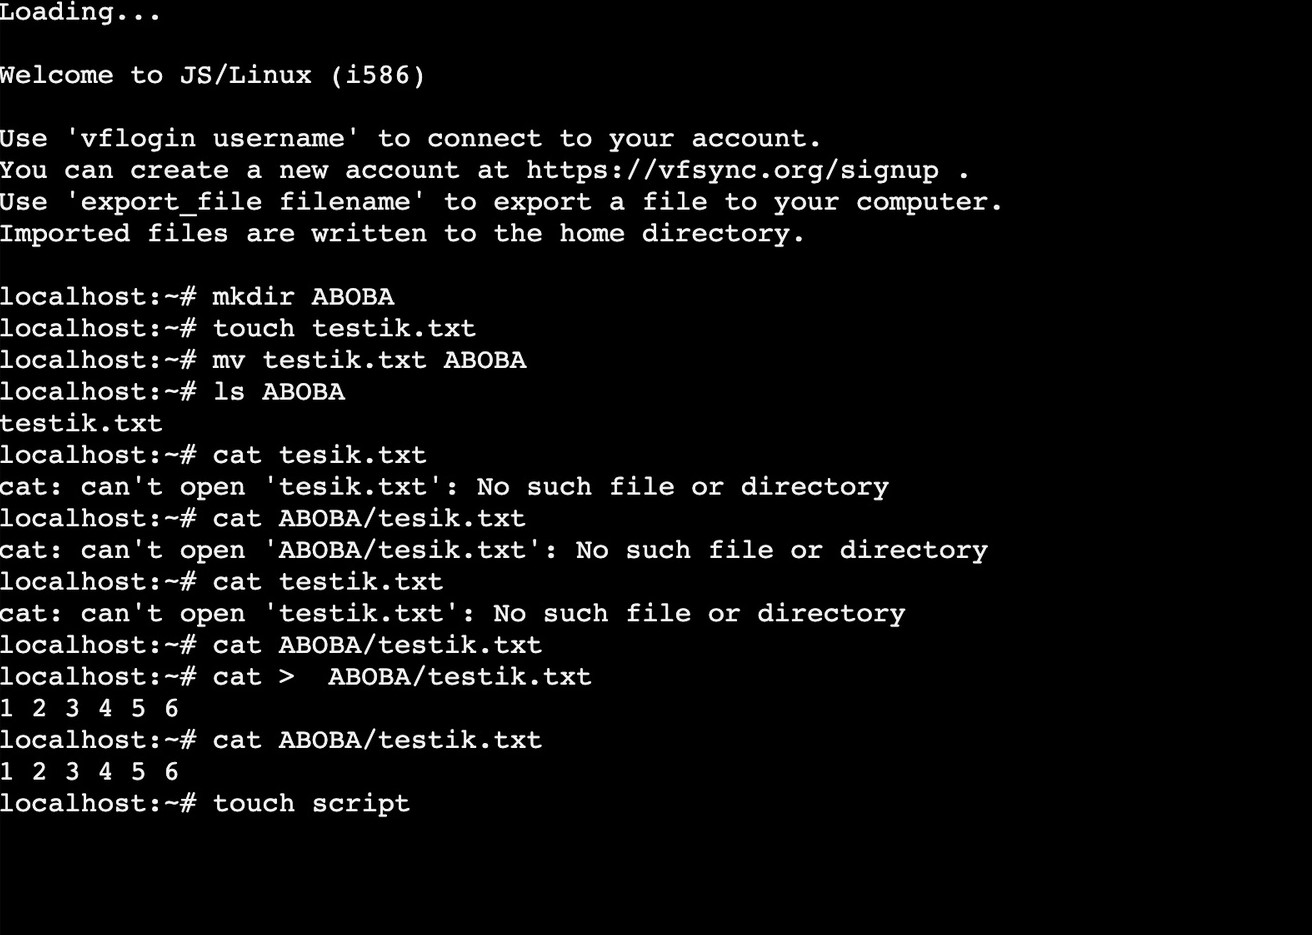 Loading...
Welcome to JS/Linux (i586)
Use 'vflogin username' to connect to your account.
You can create a new account at https://vfsync.org/signup .
Use 'export_file filename' to export a file to your computer.
Imported files are written to the home directory.
localhost:~# mkdir ABOBA
localhost:~# touch testik.txt
localhost:~# mv testik.txt ABOBA
localhost:~# ls ABOBA
testik.txt
localhost:~# cat tesik.txt
cat: can't open 'tesik.txt': No such file or directory
localhost:~# cat ABOBA/tesik.txt
cat: can't open 'ABOBA/tesik.txt': No such file or directory
localhost:~# cat testik.txt
cat: can't open 'testik.txt': No such file or directory
localhost:~# cat ABOBA/testik.txt
localhost:~# cat >  ABOBA/testik.txt
1 2 3 4 5 6
localhost:~# cat ABOBA/testik.txt
1 2 3 4 5 6
localhost:~# touch script